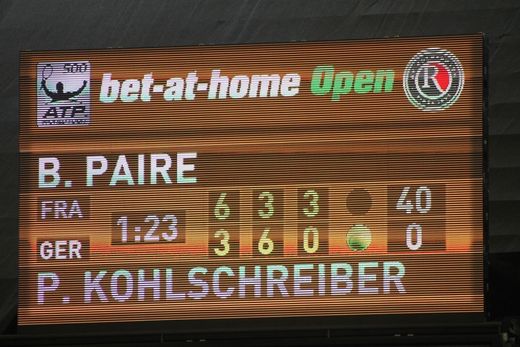 500
ATP
bet-at-home Open
R
B. PAIRE
FRA 6 3 3 40
1:23
GER 3 6 0 0
P. KOHLSCHREIBER